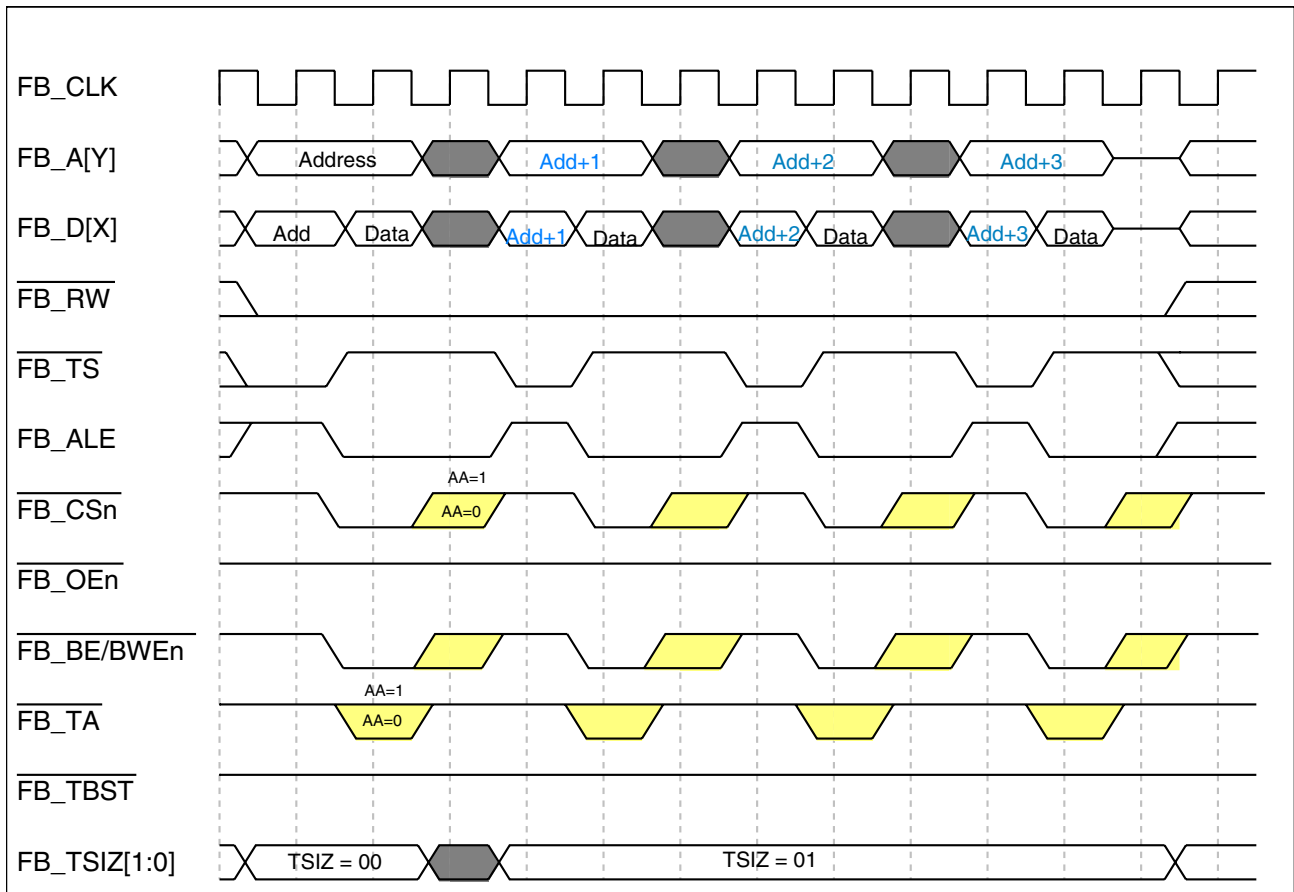 FB_CLK
FB_A[Y] Address Add+1 Add+2 Add+3
FB_D[X] Add Data Add+1 Data Add+2 Data Add+3 Data
FB_RW
FB_TS
FB_ALE
AA=1
FB_CSn AA=0
FB_OEn
FB_BE/BWEn
AA=1
FB_TA AA=0
FB_TBST
FB_TSIZ[1:0] TSIZ = 00 TSIZ = 01